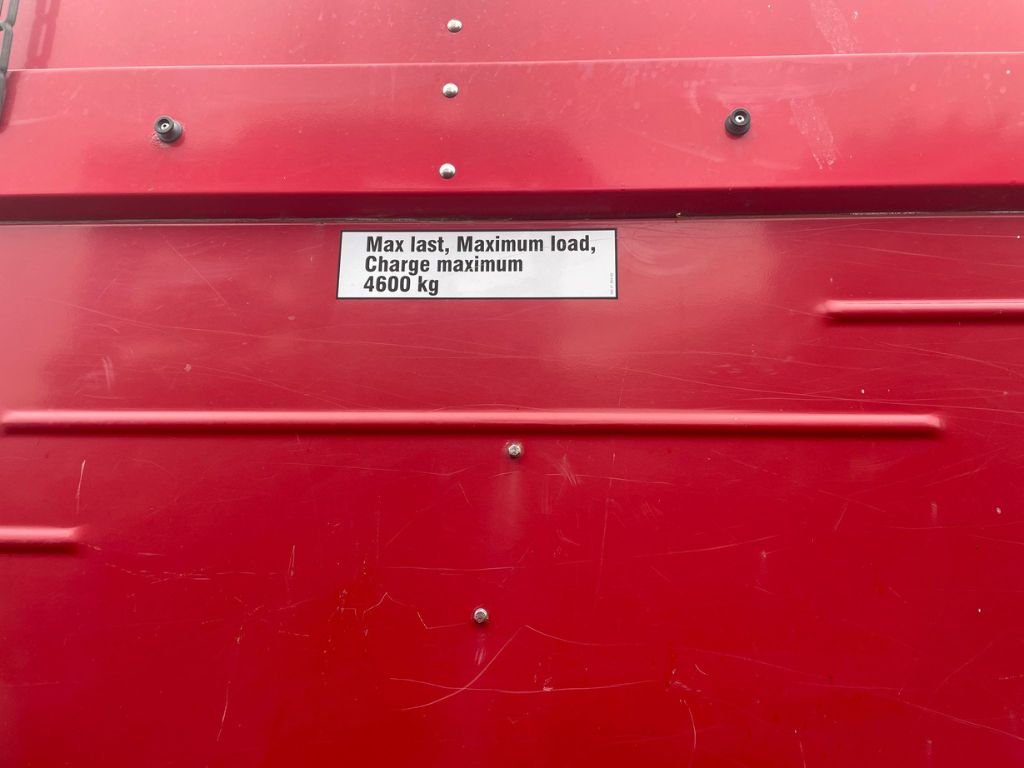 Max last, Maximum load,
Charge maximum
4600 kg